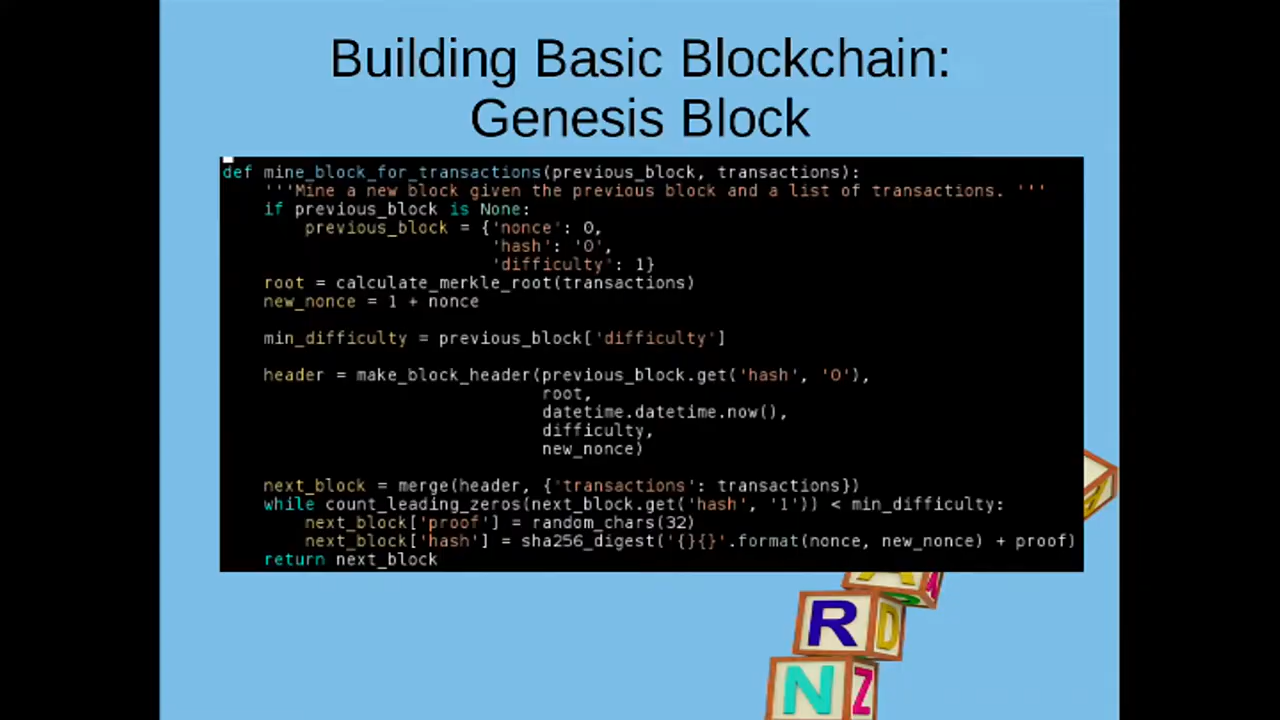 Building Basic Blockchain:
Genesis Block
def mine_block_for_transactions(previous_block, transactions):
    '''Mine a new block given the previous block and a list of transactions. '''
    if previous_block is None:
        previous_block = {'nonce': 0,
                          'hash': '0',
                          'difficulty': 1}
    root = calculate_merkle_root(transactions)
    new_nonce = 1 + nonce
    min_difficulty = previous_block['difficulty']
    header = make_block_header(previous_block.get('hash', '0'),
                               root,
                               datetime.datetime.now(),
                               difficulty,
                               new_nonce)
    next_block = merge(header, {'transactions': transactions})
    while count_leading_zeros(next_block.get('hash', '1')) < min_difficulty:
        next_block['proof'] = random_chars(32)
        next_block['hash'] = sha256_digest('{}{}'.format(nonce, new_nonce) + proof)
    return next_block
R D
N Z